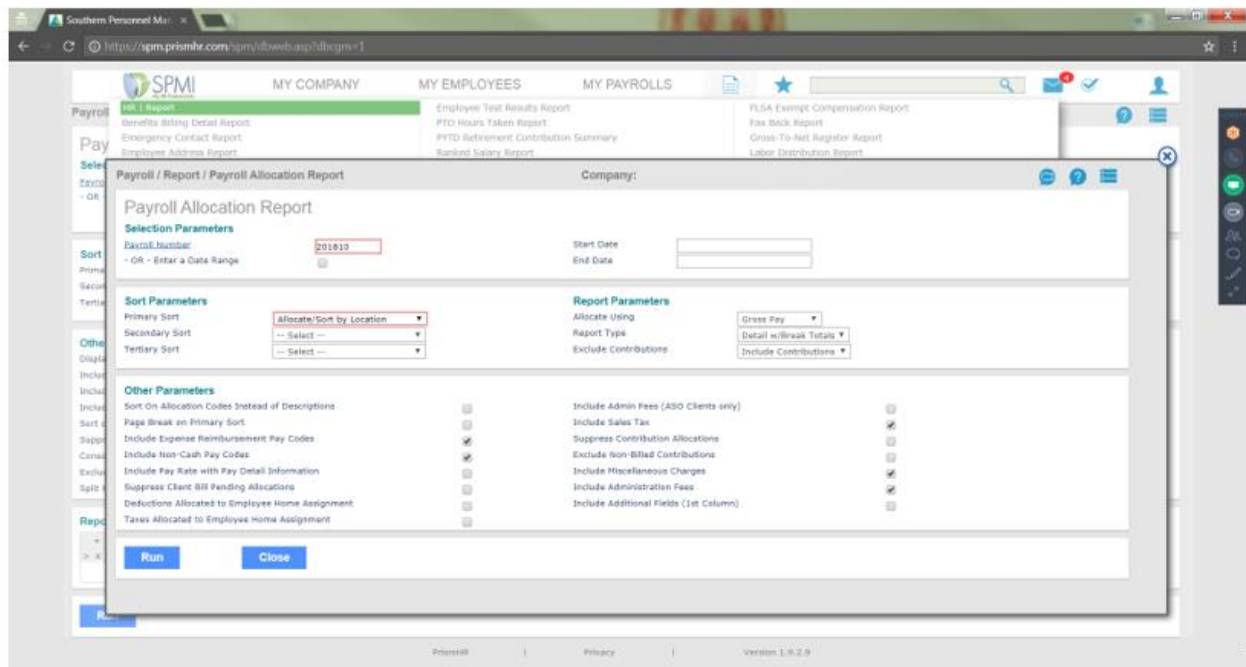 Southern Personnel Mar
https://spm.prismhr.com/spm/dbweb.asp?dbcgm=1
SPMI
MY COMPANY
MY EMPLOYEES
MY PAYROLLS
4
HR | Report
Employee Test Results Report
FLSA Exempt Compensation Report
Benefits Billing Detail Report
PTO Hours Taken Report
Fax Back Report
Emergency Contact Report
PYTD Retirement Contribution Summary
Gross-To-Net Register Report
Employee Address Report
Ranked Salary Report
Labor Distribution Report
Payroll / Report / Payroll Allocation Report
Company:
Payroll Allocation Report
Selection Parameters
Payroll Number
201810
Start Date
- OR - Enter a Date Range
End Date
Sort Parameters
Report Parameters
Primary Sort
Allocate/Sort by Location
Allocate Using
Gross Pay
Secondary Sort
-- Select --
Report Type
Detail w/Break Totals
Tertiary Sort
-- Select --
Exclude Contributions
Include Contributions
Other Parameters
Sort On Allocation Codes Instead of Descriptions
Include Admin Fees (ASO Clients only)
Page Break on Primary Sort
Include Sales Tax
Include Expense Reimbursement Pay Codes
Suppress Contribution Allocations
Include Non-Cash Pay Codes
Exclude Non-Billed Contributions
Include Pay Rate with Pay Detail Information
Include Miscellaneous Charges
Suppress Client Bill Pending Allocations
Include Administration Fees
Deductions Allocated to Employee Home Assignment
Include Additional Fields (1st Column)
Taxes Allocated to Employee Home Assignment
Run
Close
PrismHR | Privacy | Version 1.9.2.9